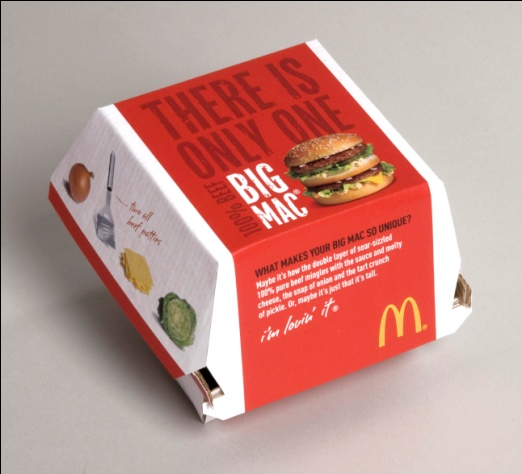 THERE IS
ONLY ONE
100% BEEF
BIG
MAC®
two all
beef patties
WHAT MAKES YOUR BIG MAC SO UNIQUE?
Maybe it's how the double layer of sear-sizzled
100% pure beef mingles with the sauce and melty
cheese, the snap of onion and the tart crunch
of pickle. Or, maybe it's just that it's tall.
i'm lovin' it®
M®